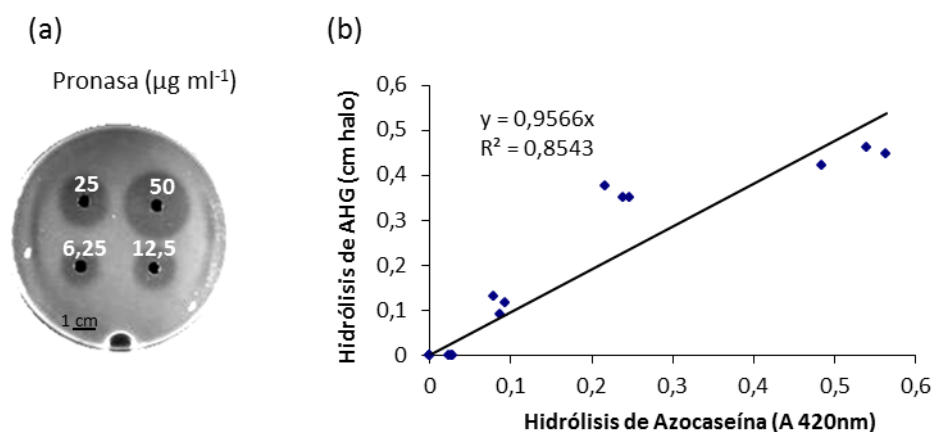 (a)
Pronasa (µg ml-1)
25
50
6,25
12,5
1 cm
(b)
Hidrólisis de AHG (cm halo)
0,6
0,5
0,4
0,3
0,2
0,1
0
y = 0,9566x
R² = 0,8543
0 0,1 0,2 0,3 0,4 0,5 0,6
Hidrólisis de Azocaseína (A 420nm)